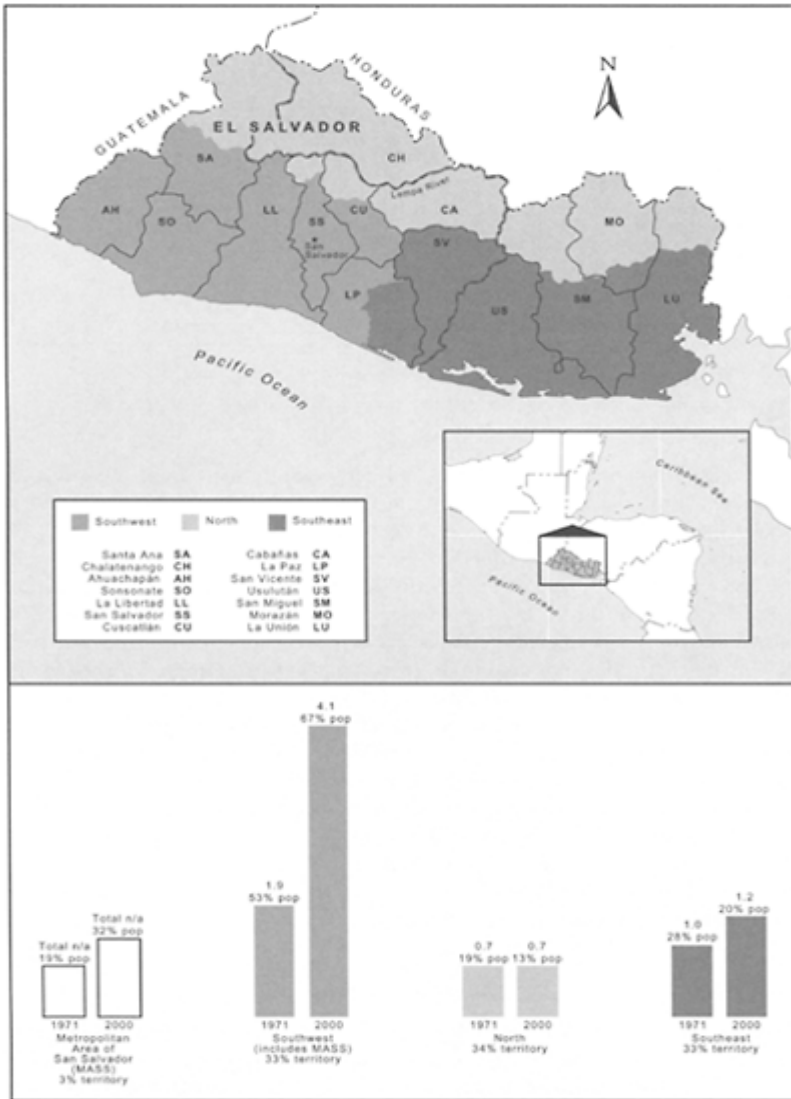 N
GUATEMALA
HONDURAS
EL SALVADOR
SA
CH
Lempa River
AH
SO
LL
SS
CU
CA
MO
San
Salvador
SV
LP
US
SM
LU
Pacific Ocean
Caribbean Sea
Pacific Ocean
Southwest North Southeast
Santa Ana SA Cabañas CA
Chalatenango CH La Paz LP
Ahuachapán AH San Vicente SV
Sonsonate SO Usulután US
La Libertad LL San Miguel SM
San Salvador SS Morazán MO
Cuscatlán CU La Unión LU
4.1
67% pop
1.9
53% pop
Total n/a
32% pop
Total n/a
19% pop
0.7 0.7
19% pop 13% pop
1.2
20% pop
1.0
28% pop
1971 2000
Metropolitan
Area of
San Salvador
(MASS)
3% territory
1971 2000
Southwest
(includes MASS)
33% territory
1971 2000
North
34% territory
1971 2000
Southeast
33% territory